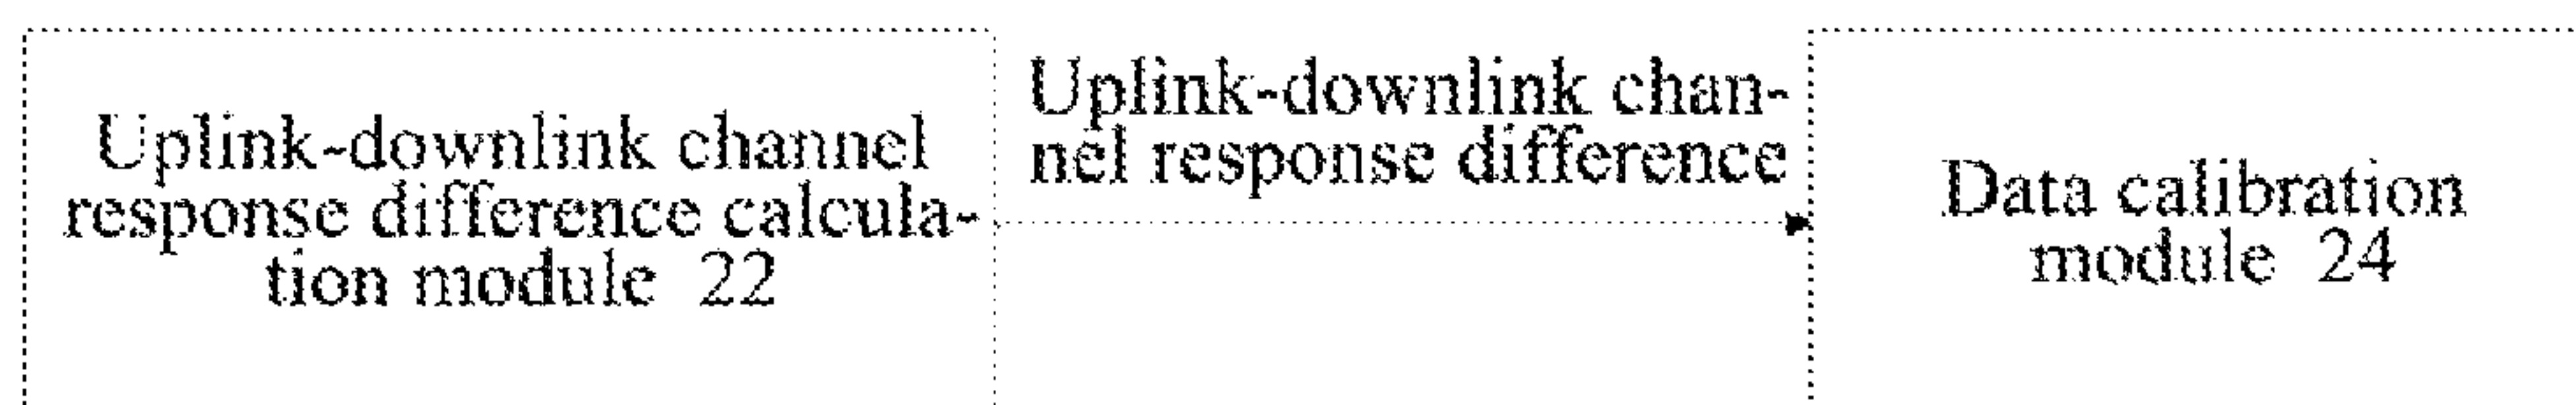 Uplink-downlink channel
response difference calcula-
tion module 22
Uplink-downlink chan-
nel response difference
Data calibration
module 24